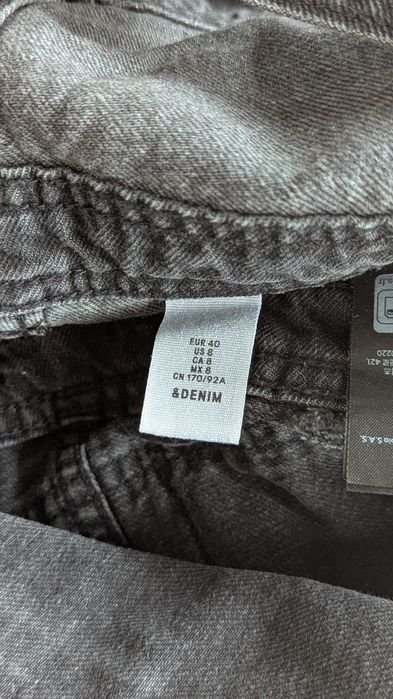 EUR 40
US 8
CA 8
MX 8
CN 170/92A
&DENIM